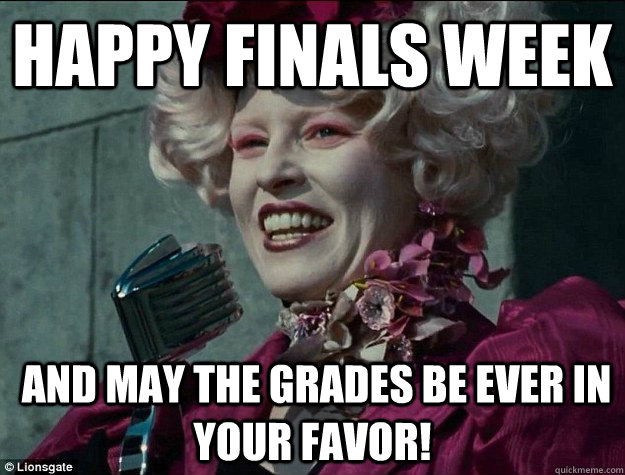 HAPPY FINALS WEEK
AND MAY THE GRADES BE EVER IN
YOUR FAVOR!
© Lionsgate
quickmeme.com